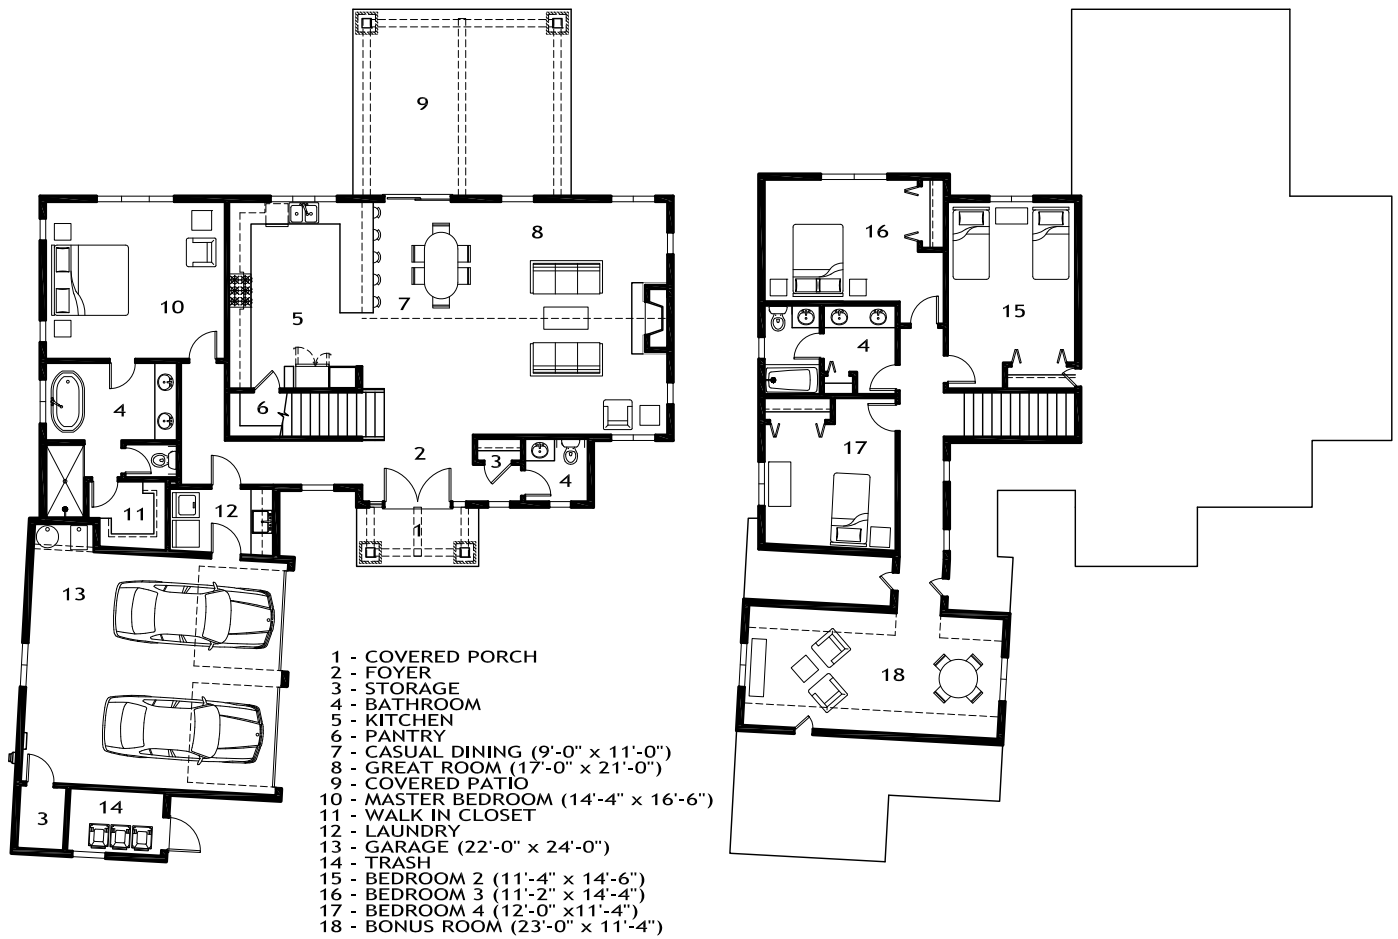 9
16
8
10
7
5
15
4
4
6
17
2
3
4
18
11
12
1
13
14
3
1 - COVERED PORCH
2 - FOYER
3 - STORAGE
4 - BATHROOM
5 - KITCHEN
6 - PANTRY
7 - CASUAL DINING (9'-0" x 11'-0")
8 - GREAT ROOM (17'-0" x 21'-0")
9 - COVERED PATIO
10 - MASTER BEDROOM (14'-4" x 16'-6")
11 - WALK IN CLOSET
12 - LAUNDRY
13 - GARAGE (22'-0" x 24'-0")
14 - TRASH
15 - BEDROOM 2 (11'-4" x 14'-6")
16 - BEDROOM 3 (11'-2" x 14'-4")
17 - BEDROOM 4 (12'-0" x11'-4")
18 - BONUS ROOM (23'-0" x 11'-4")